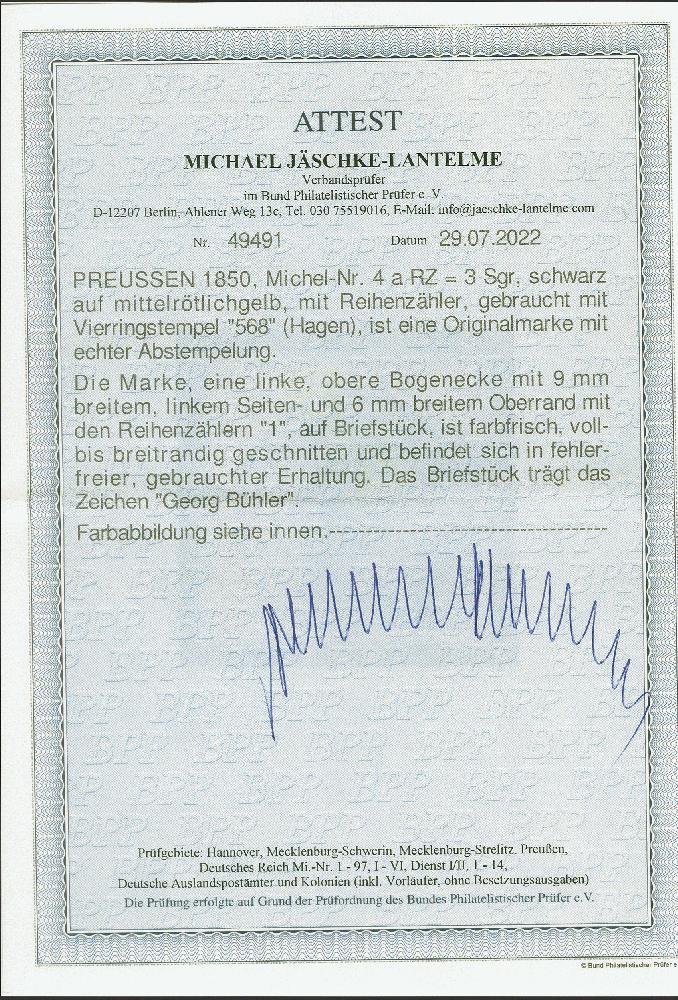 ATTEST
MICHAEL JÄSCHKE-LANTELME
Verbandsprüfer
im Bund Philatelistischer Prüfer e. V.
D-12207 Berlin, Ahlener Weg 13c, Tel. 030 75519016, E-Mail: info@jaeschke-lantelme.com
Nr. 49491 Datum 29.07.2022
PREUSSEN 1850, Michel-Nr. 4 a RZ = 3 Sgr, schwarz
auf mittelrötlichgelb, mit Reihenzähler, gebraucht mit
Vierringstempel "568" (Hagen), ist eine Originalmarke mit
echter Abstempelung.
Die Marke, eine linke, obere Bogenecke mit 9 mm
breitem, linkem Seiten- und 6 mm breitem Oberrand mit
den Reihenzählern "1", auf Briefstück, ist farbfrisch, voll-
bis breitrandig geschnitten und befindet sich in fehler-
freier, gebrauchter Erhaltung. Das Briefstück trägt das
Zeichen "Georg Bühler".
Farbabbildung siehe innen.--------------------------------
Prüfgebiete: Hannover, Mecklenburg-Schwerin, Mecklenburg-Strelitz, Preußen,
Deutsches Reich Mi.-Nr. 1 - 97, I - VI, Dienst I/II, 1 - 14,
Deutsche Auslandspostämter und Kolonien (inkl. Vorläufer, ohne Besetzungsausgaben)
Die Prüfung erfolgte auf Grund der Prüfordnung des Bundes Philatelistischer Prüfer e.V.
© Bund Philatelistischer Prüfer e